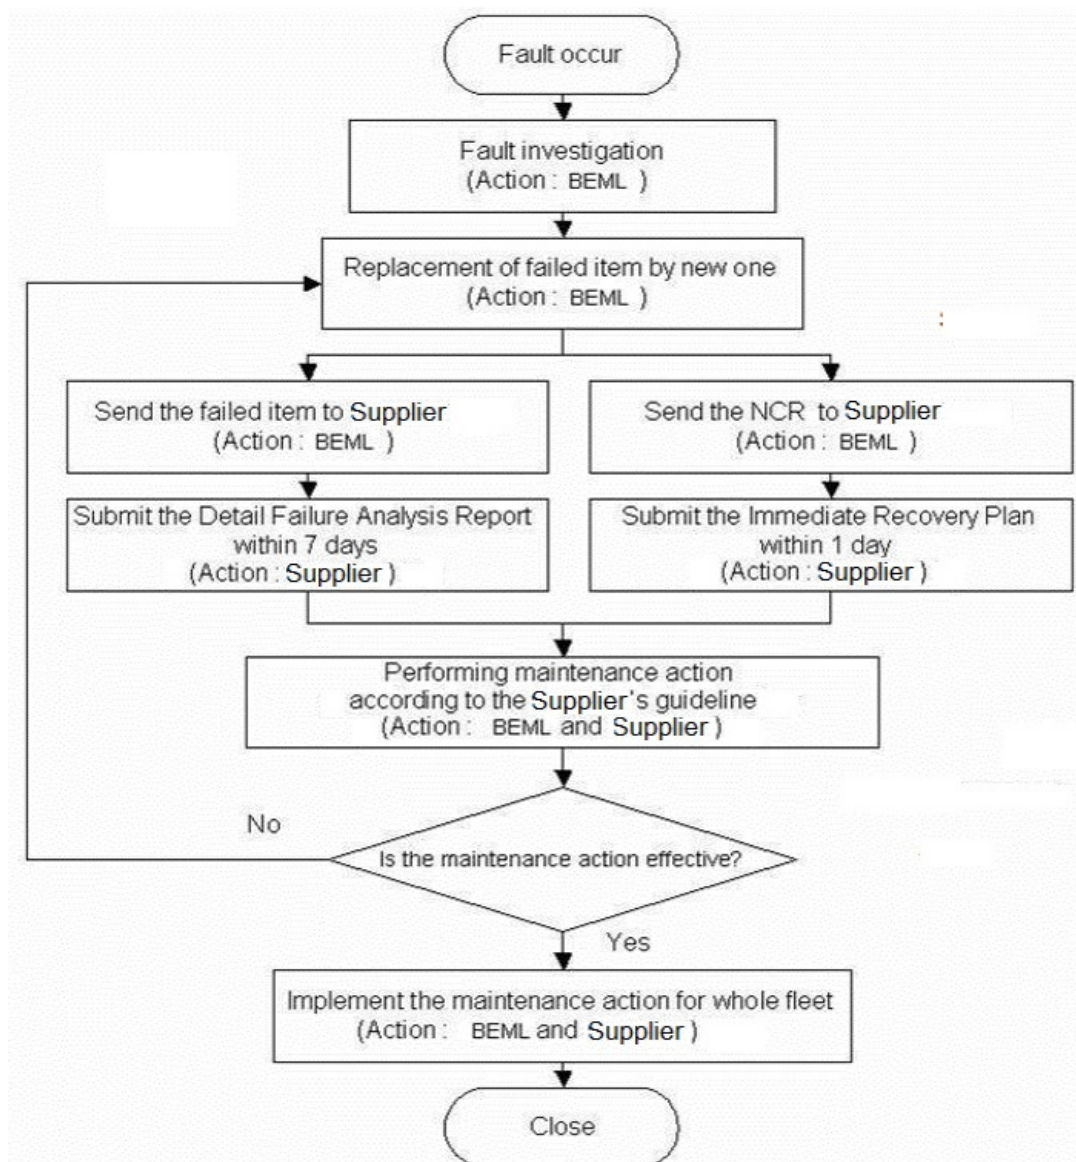 Fault occur
Fault investigation
(Action : BEML )
Replacement of failed item by new one
(Action : BEML )
Send the failed item to Supplier
(Action : BEML )
Send the NCR to Supplier
(Action : BEML )
Submit the Detail Failure Analysis Report
within 7 days
(Action : Supplier )
Submit the Immediate Recovery Plan
within 1 day
(Action : Supplier )
Performing maintenance action
according to the Supplier's guideline
(Action : BEML and Supplier )
No
Is the maintenance action effective?
Yes
Implement the maintenance action for whole fleet
(Action : BEML and Supplier )
Close